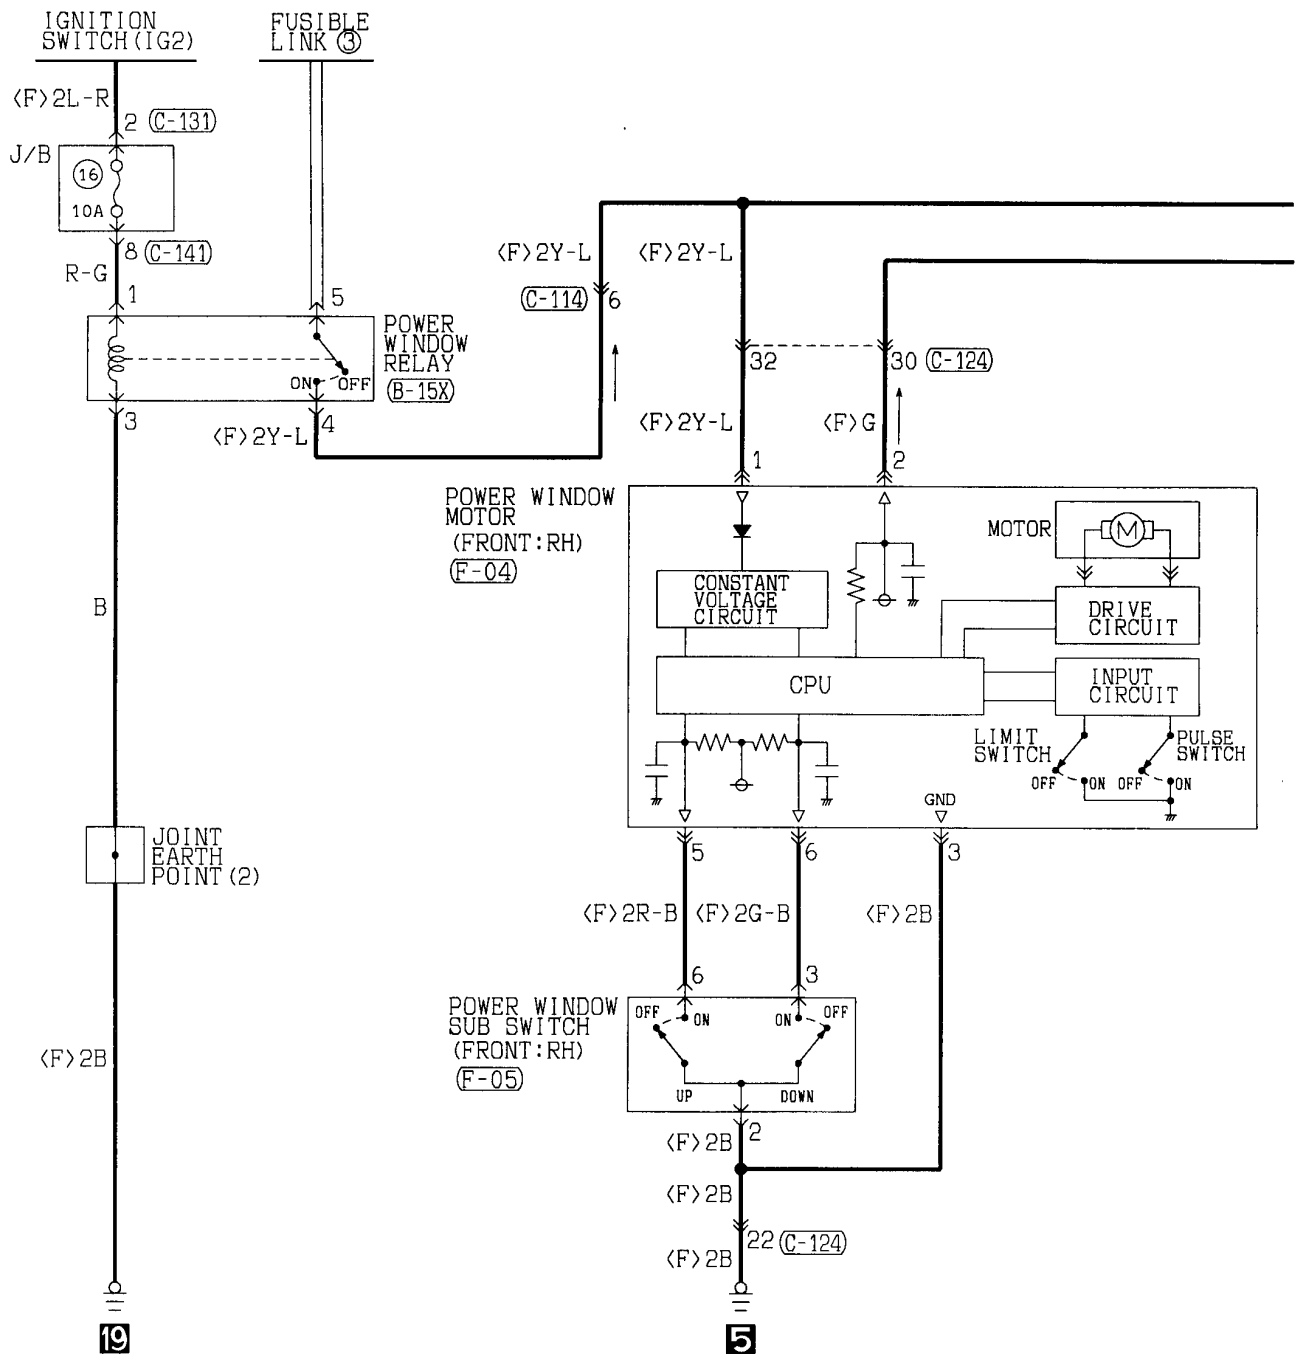 IGNITION
SWITCH(IG2)
FUSIBLE
LINK ③
<F>2L-R
2 (C-131)
J/B
16
10A
8 (C-141)
R-G
1
5
POWER
WINDOW
RELAY
(B-15X)
ON
OFF
3
4
<F>2Y-L
<F>2Y-L
(C-114)
6
<F>2Y-L
32
30 (C-124)
<F>2Y-L
<F>G
1
2
POWER WINDOW
MOTOR
(FRONT:RH)
(F-04)
MOTOR
M
CONSTANT
VOLTAGE
CIRCUIT
DRIVE
CIRCUIT
CPU
INPUT
CIRCUIT
LIMIT
SWITCH
PULSE
SWITCH
OFF
ON
OFF
ON
GND
B
JOINT
EARTH
POINT(2)
5
6
3
<F>2R-B
<F>2G-B
<F>2B
6
3
POWER WINDOW
SUB SWITCH
(FRONT:RH)
(F-05)
OFF
ON
ON
OFF
UP
DOWN
<F>2B
2
<F>2B
<F>2B
22 (C-124)
<F>2B
19
5